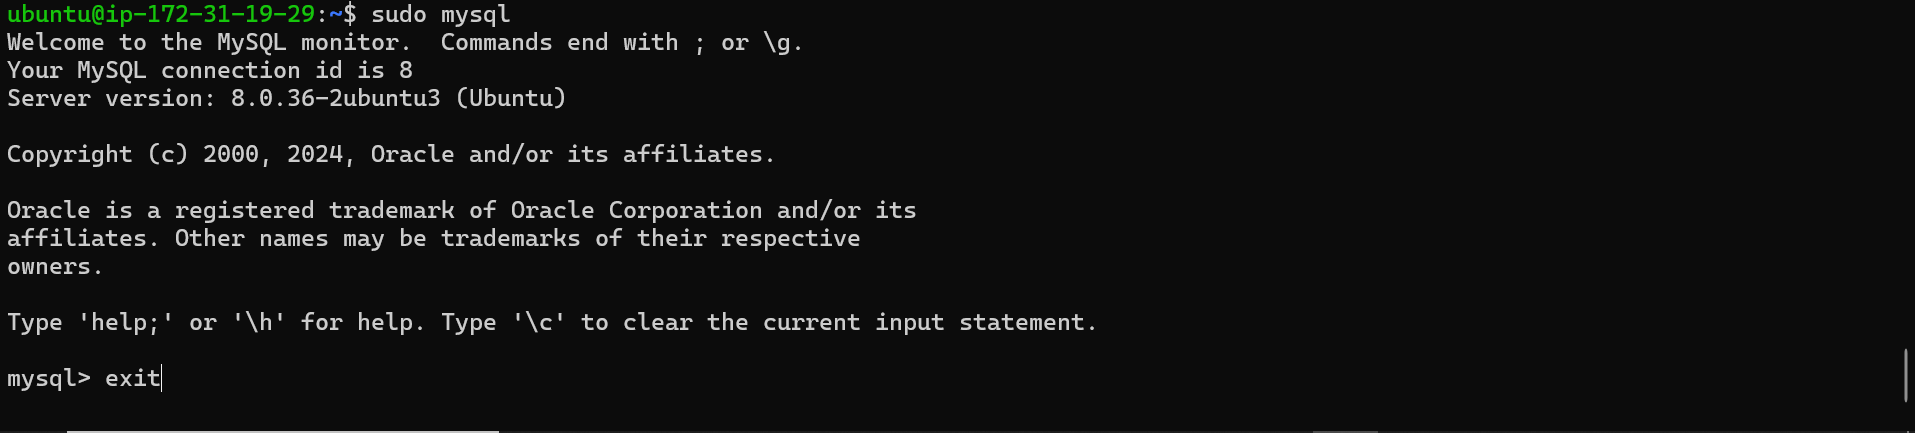 ubuntu@ip-172-31-19-29:~$ sudo mysql
Welcome to the MySQL monitor.  Commands end with ; or \g.
Your MySQL connection id is 8
Server version: 8.0.36-2ubuntu3 (Ubuntu)
Copyright (c) 2000, 2024, Oracle and/or its affiliates.
Oracle is a registered trademark of Oracle Corporation and/or its
affiliates. Other names may be trademarks of their respective
owners.
Type 'help;' or '\h' for help. Type '\c' to clear the current input statement.
mysql> exit